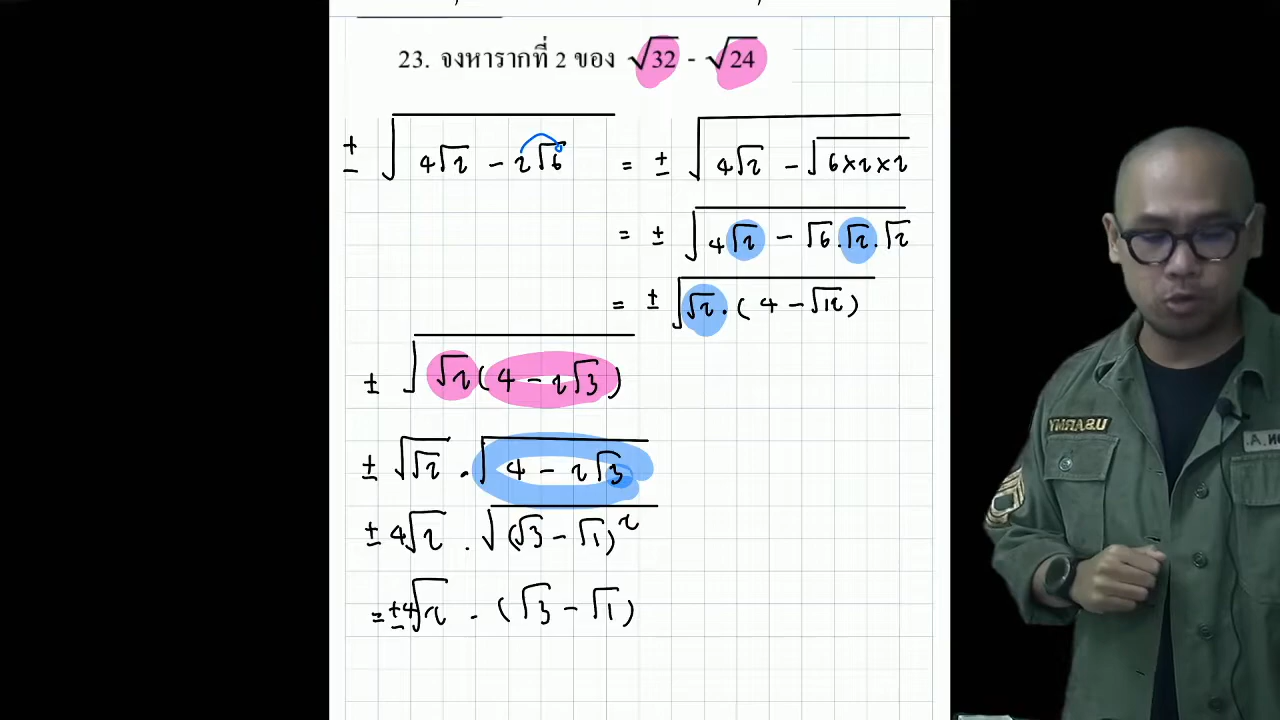 23. จงหารากที่ 2 ของ √32 - √24
± √(4√2 - 2√6) = ± √(4√2 - √(6×2×2))
= ± √(4√2 - √6.√2.√2)
= ± √(√2.(4 - √12))
± √(√2(4 - 2√3))
± √√2 . √(4 - 2√3)
± ⁴√2 . √((√3 - √1)²)
= ± ⁴√2 . (√3 - √1)
U.S.ARMY